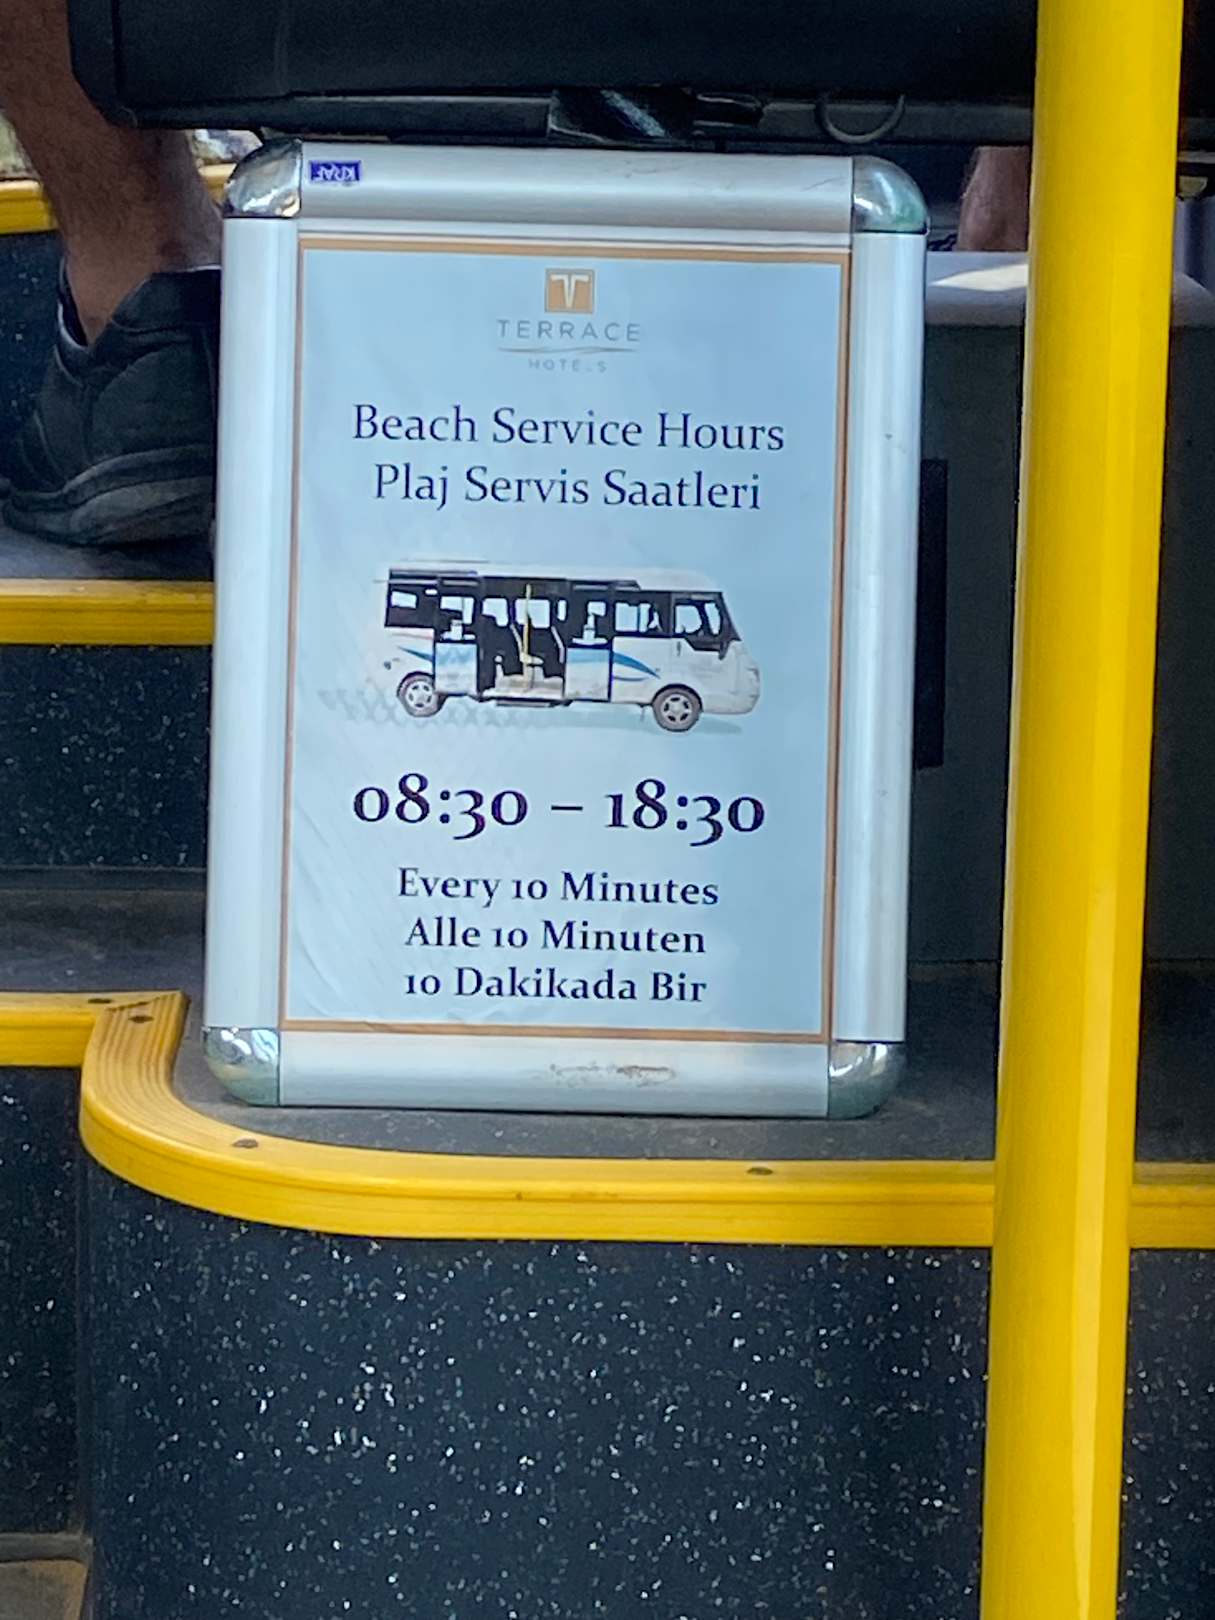 KRAF
T
TERRACE
HOTELS
Beach Service Hours
Plaj Servis Saatleri
08:30 – 18:30
Every 10 Minutes
Alle 10 Minuten
10 Dakikada Bir